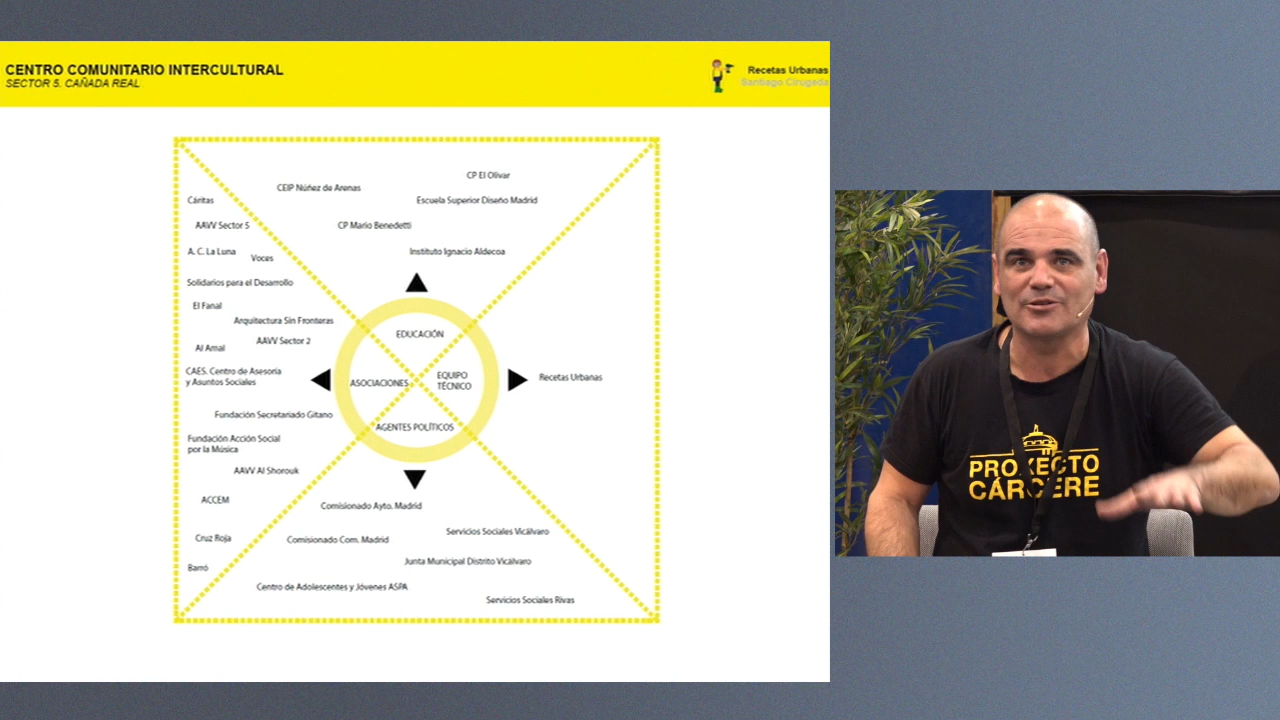 CENTRO COMUNITARIO INTERCULTURAL
SECTOR 5. CAÑADA REAL
Recetas Urbanas
Santiago Cirugeda
CP El Olivar
CEIP Núñez de Arenas
Cáritas
Escuela Superior Diseño Madrid
AAVV Sector 5
CP Mario Benedetti
A. C. La Luna
Voces
Instituto Ignacio Aldecoa
Solidarios para el Desarrollo
El Fanal
Arquitectura Sin Fronteras
EDUCACIÓN
AAVV Sector 2
Al Amal
CAES. Centro de Asesoría
y Asuntos Sociales
ASOCIACIONES
EQUIPO
TÉCNICO
Recetas Urbanas
Fundación Secretariado Gitano
AGENTES POLÍTICOS
Fundación Acción Social
por la Música
AAVV Al Shorouk
ACCEM
Comisionado Ayto. Madrid
Servicios Sociales Vicálvaro
Cruz Roja
Comisionado Com. Madrid
Junta Municipal Distrito Vicálvaro
Barró
Centro de Adolescentes y Jóvenes ASPA
Servicios Sociales Rivas
PROXECTO
CÁRCERE